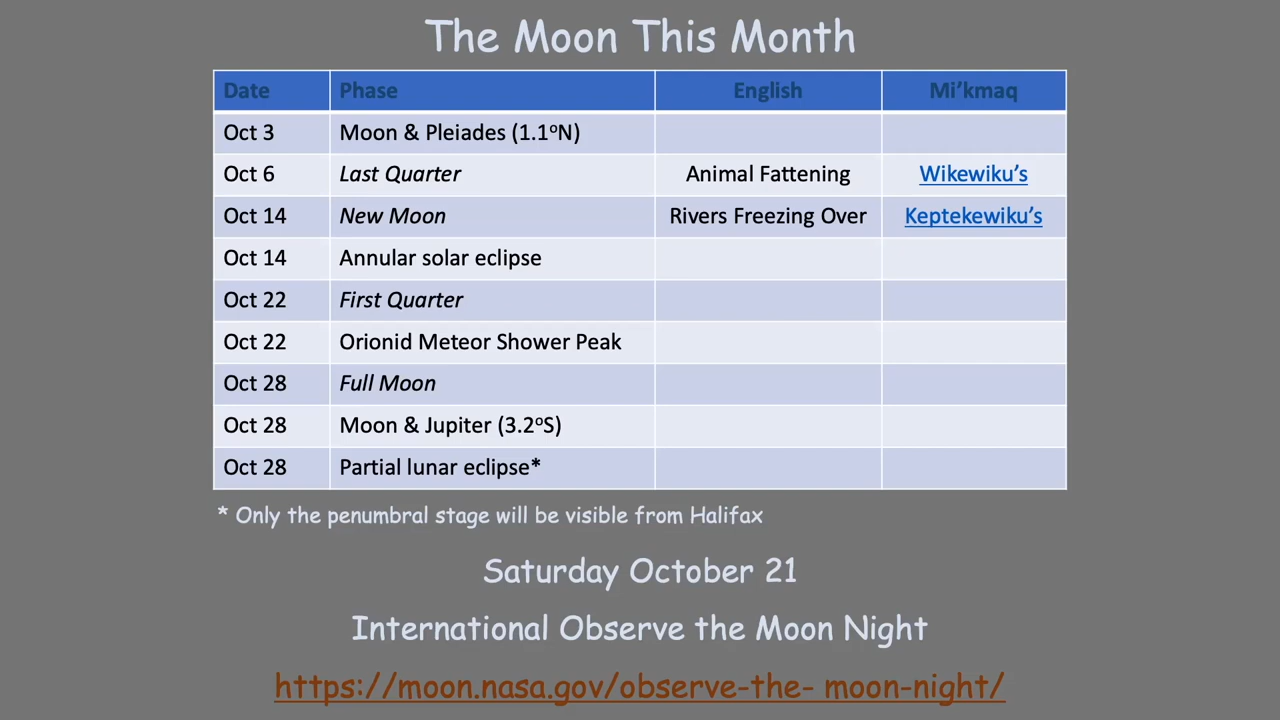 The Moon This Month
Date Phase English Mi’kmaq
Oct 3 Moon & Pleiades (1.1ºN)
Oct 6 Last Quarter Animal Fattening Wikewiku’s
Oct 14 New Moon Rivers Freezing Over Keptekewiku’s
Oct 14 Annular solar eclipse
Oct 22 First Quarter
Oct 22 Orionid Meteor Shower Peak
Oct 28 Full Moon
Oct 28 Moon & Jupiter (3.2ºS)
Oct 28 Partial lunar eclipse*
* Only the penumbral stage will be visible from Halifax
Saturday October 21
International Observe the Moon Night
https://moon.nasa.gov/observe-the- moon-night/